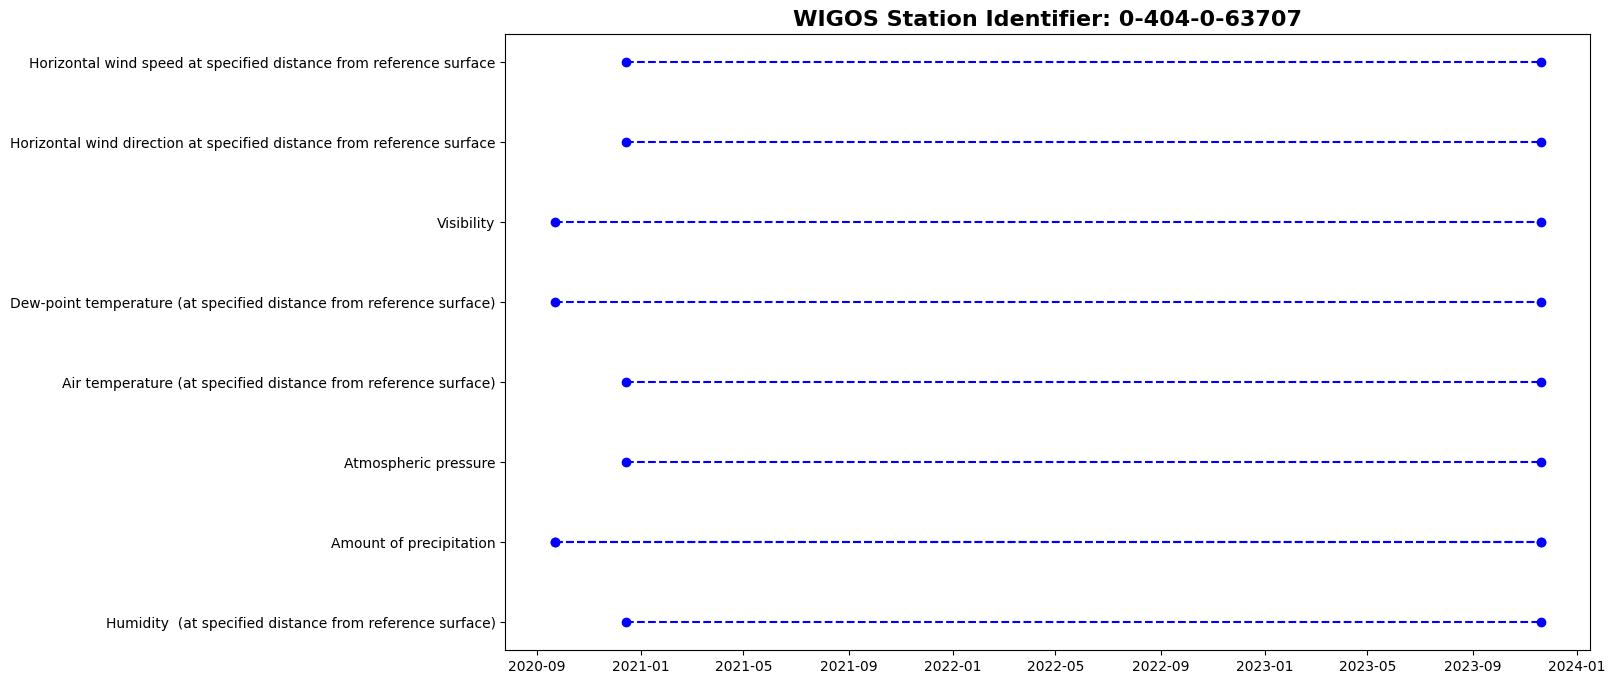 WIGOS Station Identifier: 0-404-0-63707
Horizontal wind speed at specified distance from reference surface
Horizontal wind direction at specified distance from reference surface
Visibility
Dew-point temperature (at specified distance from reference surface)
Air temperature (at specified distance from reference surface)
Atmospheric pressure
Amount of precipitation
Humidity  (at specified distance from reference surface)
2020-09 2021-01 2021-05 2021-09 2022-01 2022-05 2022-09 2023-01 2023-05 2023-09 2024-01